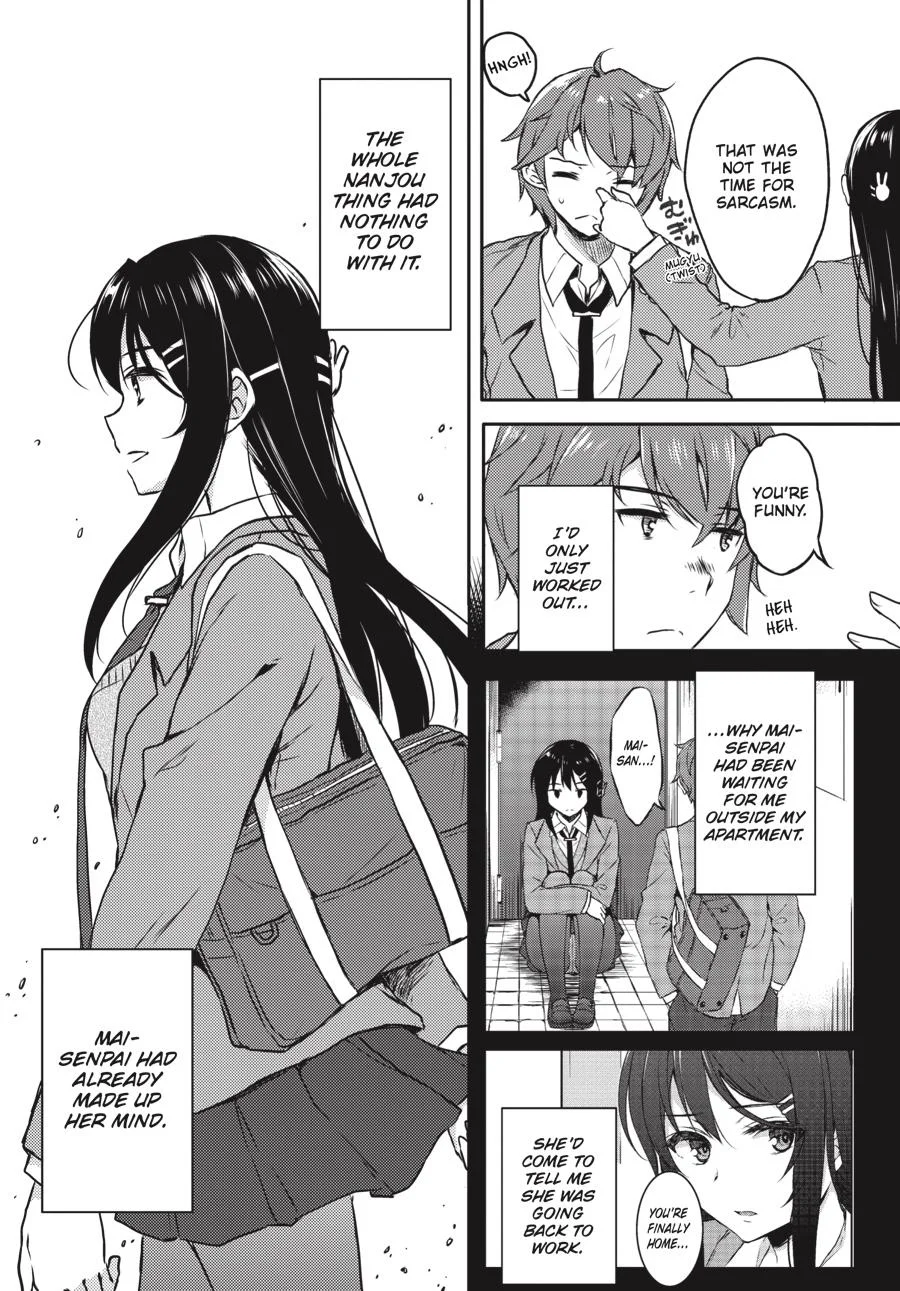 HNGH!
THAT WAS
NOT THE
TIME FOR
SARCASM.
むぎゅ
MUGYU
(TWIST)
YOU'RE
FUNNY.
I'D
ONLY
JUST
WORKED
OUT...
HEH
HEH.
...WHY MAI-
SENPAI
HAD BEEN
WAITING
FOR ME
OUTSIDE MY
APARTMENT.
MAI-
SAN...!
SHE'D
COME TO
TELL ME
SHE WAS
GOING
BACK TO
WORK.
YOU'RE
FINALLY
HOME...
THE
WHOLE
NANJOU
THING HAD
NOTHING
TO DO
WITH IT.
MAI-
SENPAI HAD
ALREADY
MADE UP
HER MIND.